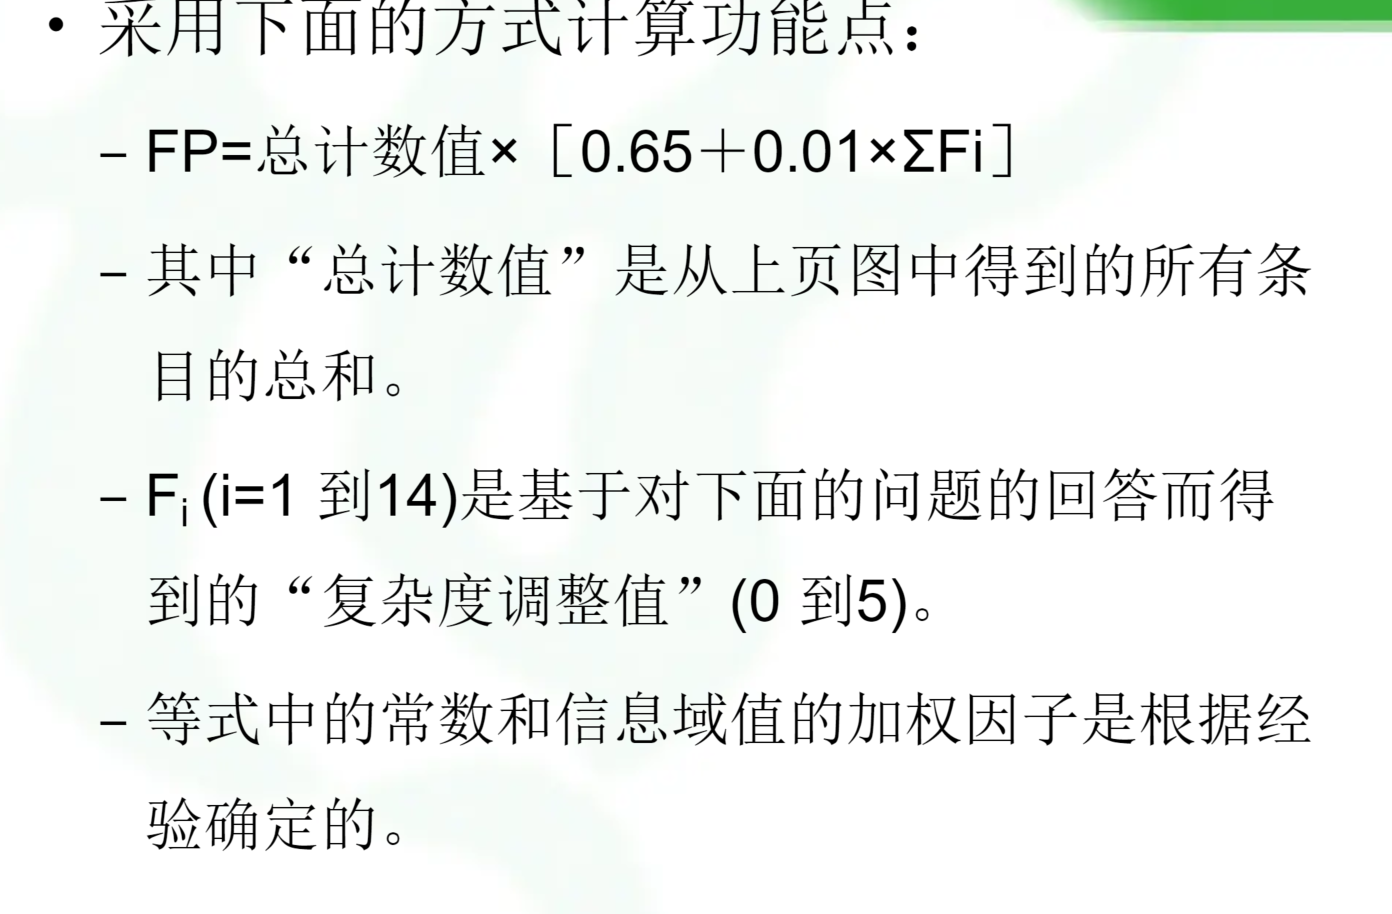 • 采用下面的方式计算功能点：
– FP=总计数值×［0.65＋0.01×ΣFi］
– 其中“总计数值”是从上页图中得到的所有条
目的总和。
– Fi (i=1 到14)是基于对下面的问题的回答而得
到的“复杂度调整值”(0 到5)。
– 等式中的常数和信息域值的加权因子是根据经
验确定的。